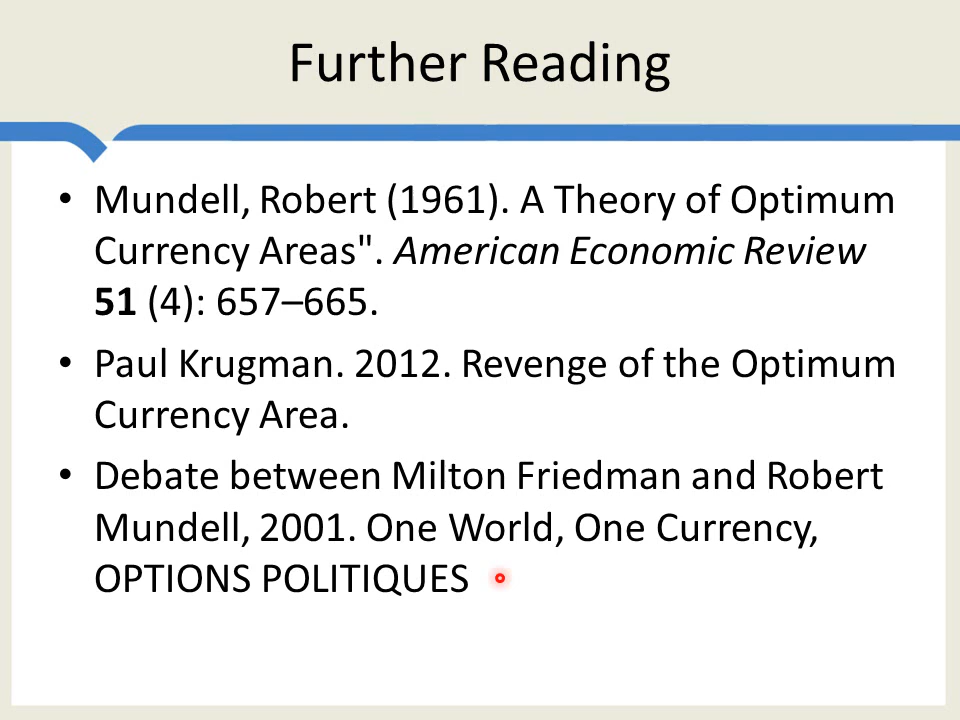 Further Reading
• Mundell, Robert (1961). A Theory of Optimum
Currency Areas". American Economic Review
51 (4): 657–665.
• Paul Krugman. 2012. Revenge of the Optimum
Currency Area.
• Debate between Milton Friedman and Robert
Mundell, 2001. One World, One Currency,
OPTIONS POLITIQUES